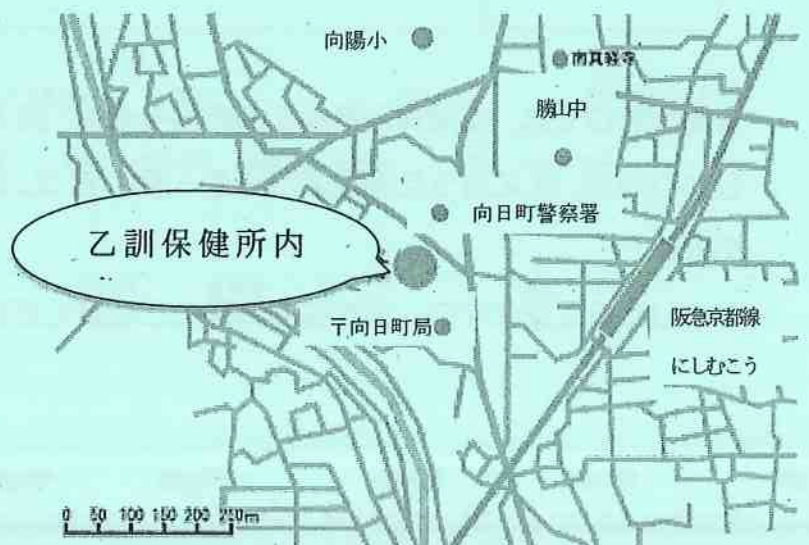 向陽小
南真経寺
勝山中
向日町警察署
乙訓保健所内
〒向日町局
阪急京都線
にしむこう
0 50 100 150 200 250m